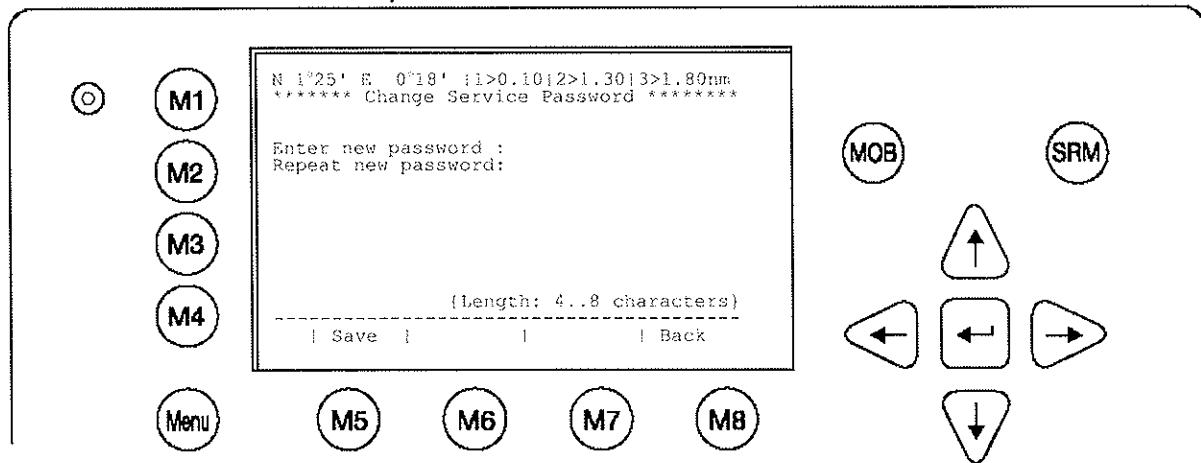 M1
M2
M3
M4
Menu
N 1°25' E 0°18' |1>0.10|2>1.30|3>1.80nm
******* Change Service Password ********
Enter new password :
Repeat new password:
(Length: 4..8 characters)
| Save | | | Back
M5 M6 M7 M8
MOB SRM